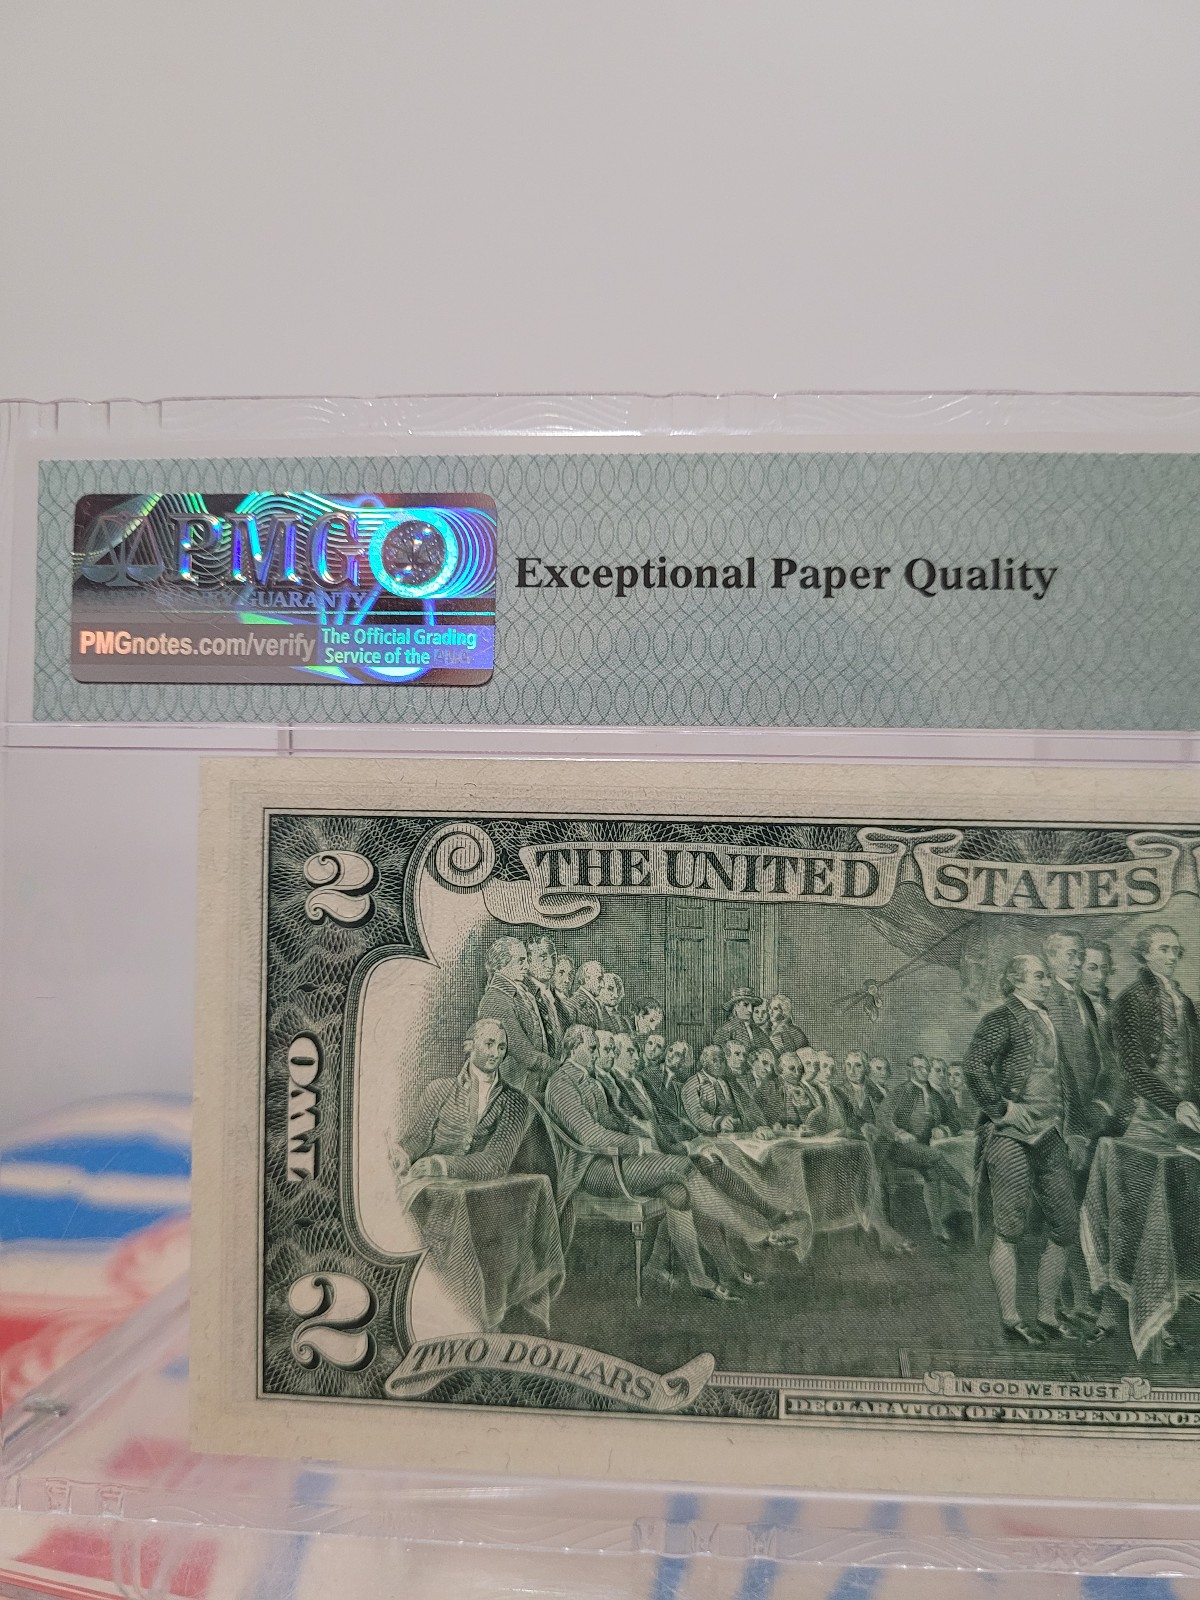 PMG
GUARANTY
PMGnotes.com/verify
The Official Grading
Service of the
Exceptional Paper Quality
2
THE UNITED STATES
TWO
2
TWO DOLLARS
IN GOD WE TRUST
DECLARATION OF INDEPENDENCE